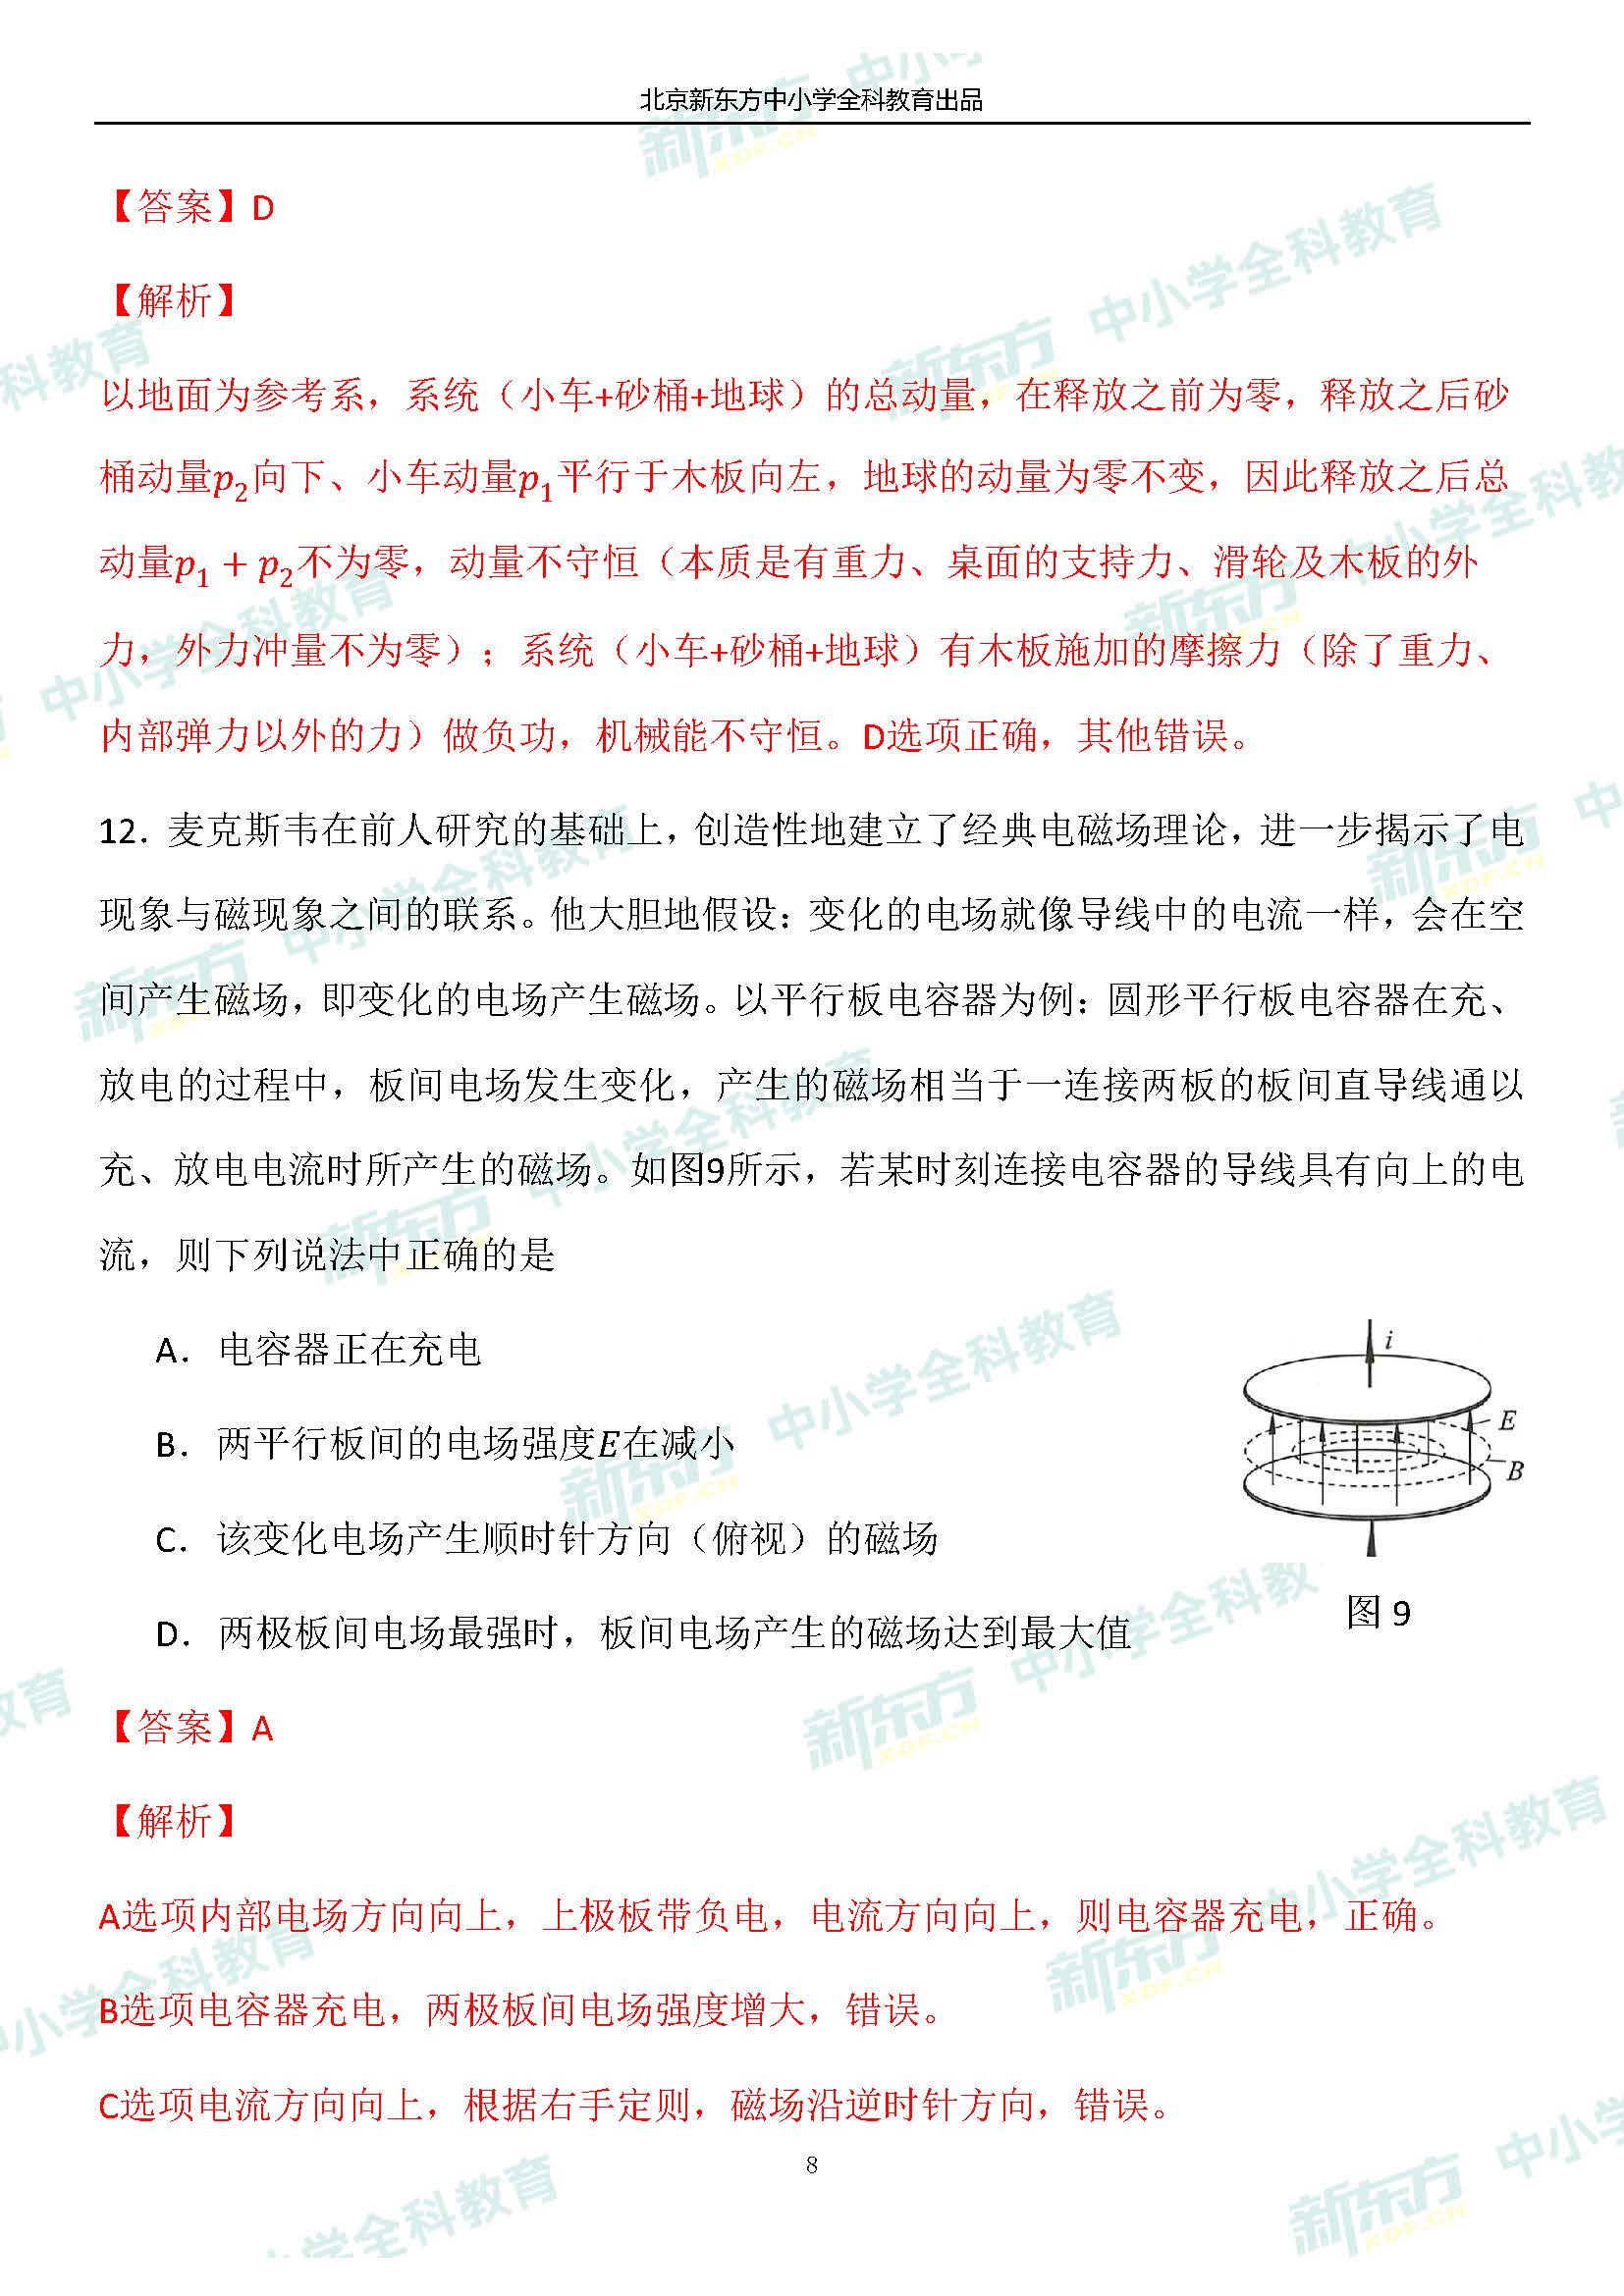 北京新东方中小学全科教育出品
【答案】D
【解析】
以地面为参考系，系统（小车+砂桶+地球）的总动量，在释放之前为零，释放之后砂
桶动量p₂向下、小车动量p₁平行于木板向左，地球的动量为零不变，因此释放之后总
动量p₁ + p₂不为零，动量不守恒（本质是有重力、桌面的支持力、滑轮及木板的外
力，外力冲量不为零）；系统（小车+砂桶+地球）有木板施加的摩擦力（除了重力、
内部弹力以外的力）做负功，机械能不守恒。D选项正确，其他错误。
12．麦克斯韦在前人研究的基础上，创造性地建立了经典电磁场理论，进一步揭示了电
现象与磁现象之间的联系。他大胆地假设：变化的电场就像导线中的电流一样，会在空
间产生磁场，即变化的电场产生磁场。以平行板电容器为例：圆形平行板电容器在充、
放电的过程中，板间电场发生变化，产生的磁场相当于一连接两板的板间直导线通以
充、放电电流时所产生的磁场。如图9所示，若某时刻连接电容器的导线具有向上的电
流，则下列说法中正确的是
A．电容器正在充电
B．两平行板间的电场强度E在减小
C．该变化电场产生顺时针方向（俯视）的磁场
D．两极板间电场最强时，板间电场产生的磁场达到最大值
i
E
B
图 9
【答案】A
【解析】
A选项内部电场方向向上，上极板带负电，电流方向向上，则电容器充电，正确。
B选项电容器充电，两极板间电场强度增大，错误。
C选项电流方向向上，根据右手定则，磁场沿逆时针方向，错误。
8